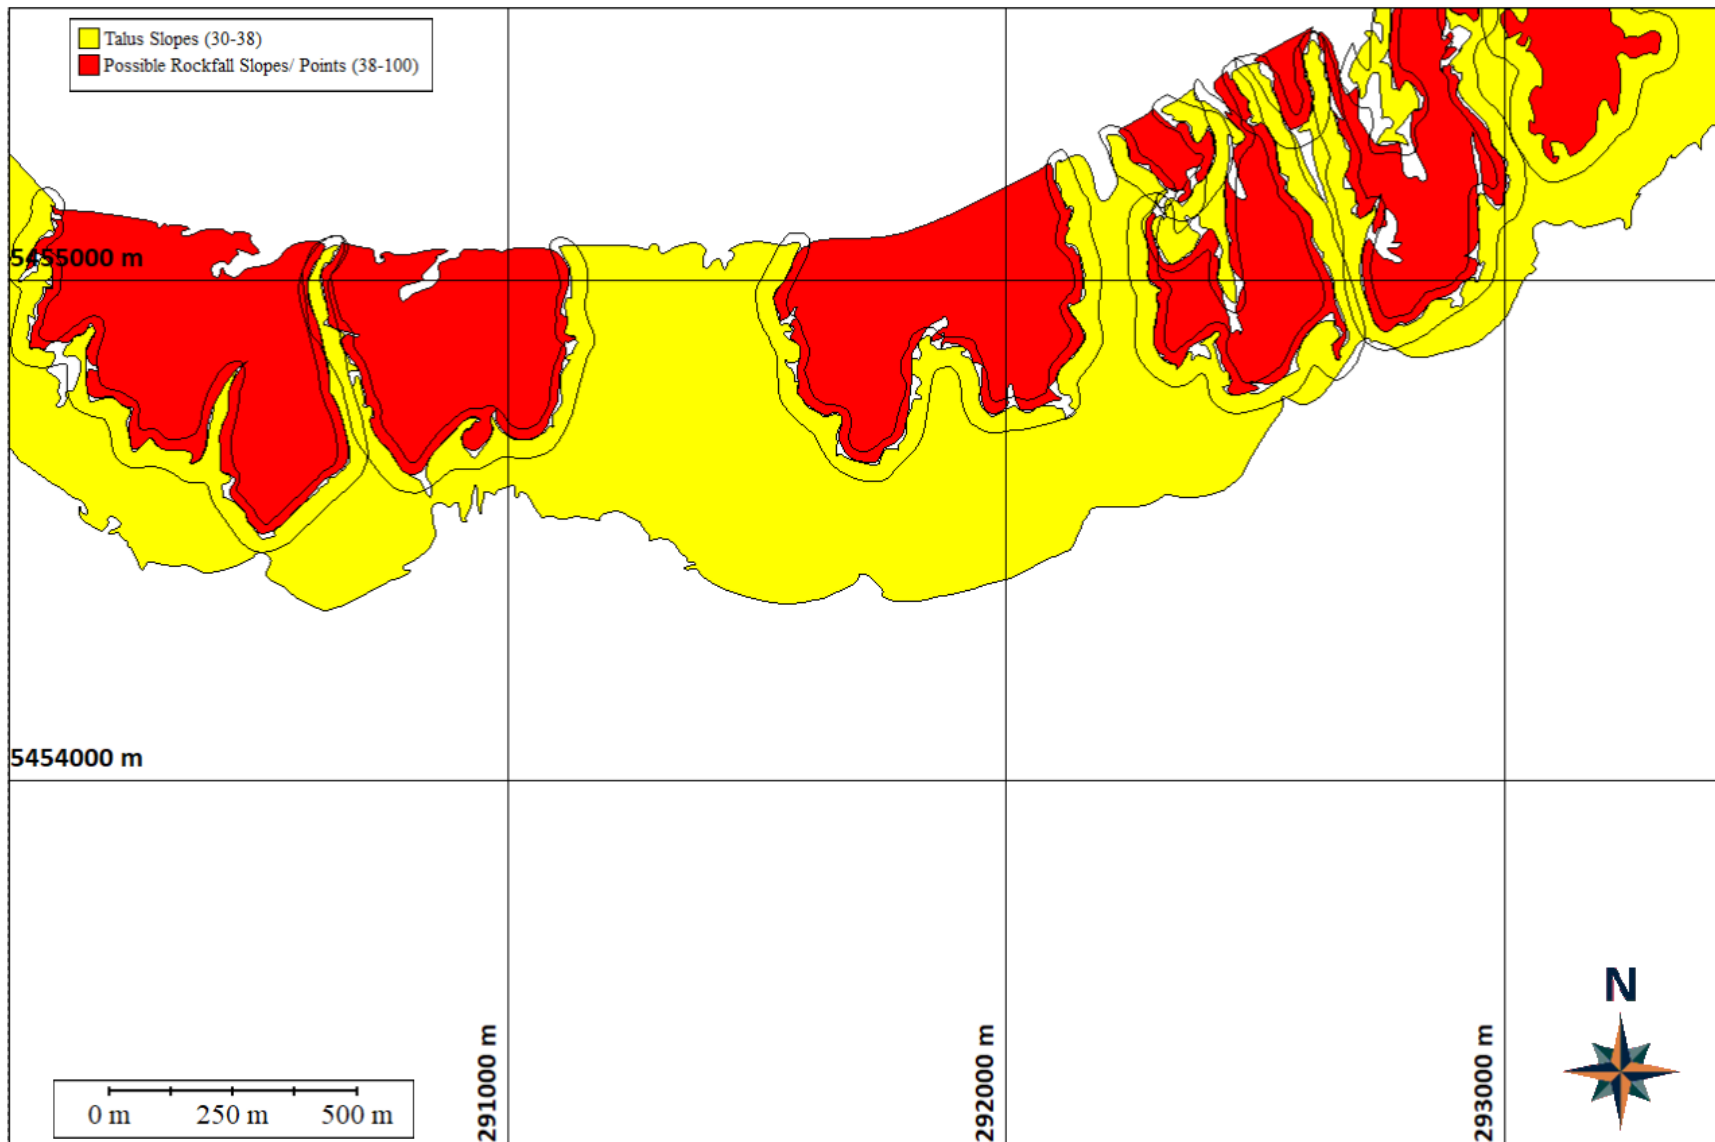 Talus Slopes (30-38)
Possible Rockfall Slopes/ Points (38-100)
5455000 m
5454000 m
291000 m
292000 m
293000 m
N
0 m 250 m 500 m